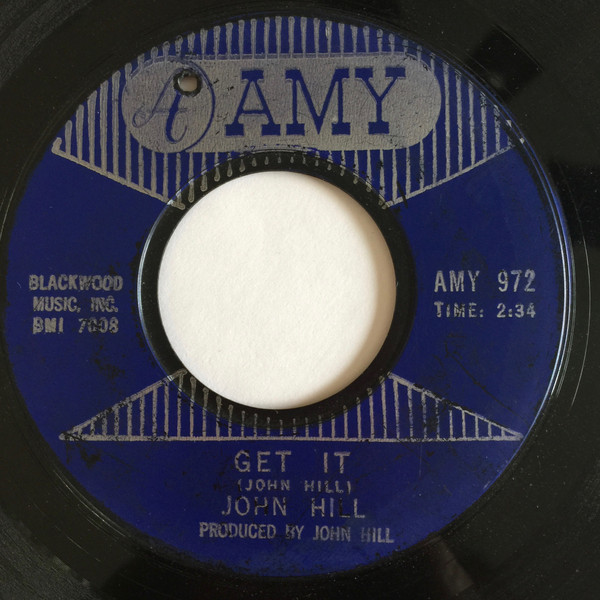 AMY
BLACKWOOD
MUSIC, INC.
BMI 7008
AMY 972
TIME: 2:34
GET IT
(JOHN HILL)
JOHN HILL
PRODUCED BY JOHN HILL